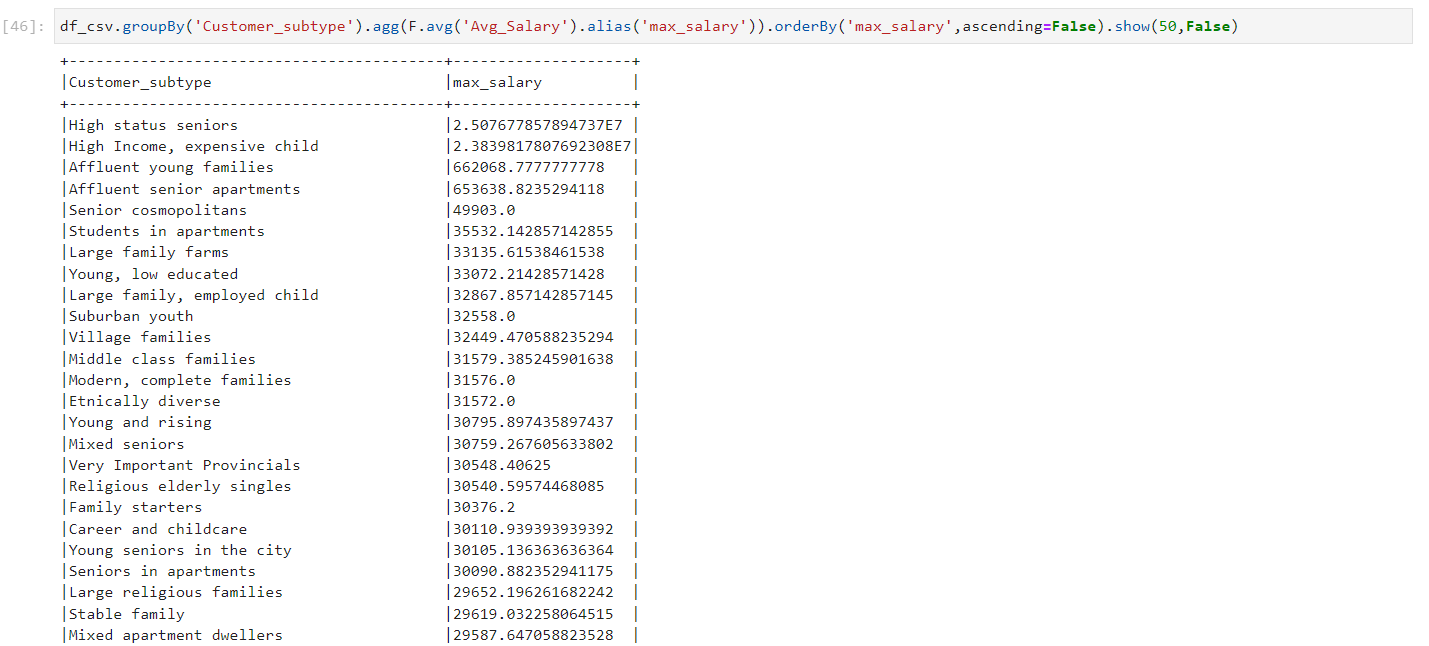 [46]: df_csv.groupBy('Customer_subtype').agg(F.avg('Avg_Salary').alias('max_salary')).orderBy('max_salary',ascending=False).show(50,False)
+------------------------------------------+-------------------+
|Customer_subtype                          |max_salary         |
+------------------------------------------+-------------------+
|High status seniors                       |2.507677857894737E7 |
|High Income, expensive child              |2.3839817807692308E7|
|Affluent young families                   |662068.7777777778   |
|Affluent senior apartments                |653638.8235294118   |
|Senior cosmopolitans                      |49903.0             |
|Students in apartments                    |35532.142857142855  |
|Large family farms                        |33135.61538461538   |
|Young, low educated                       |33072.21428571428   |
|Large family, employed child              |32867.857142857145  |
|Suburban youth                            |32558.0             |
|Village families                          |32449.470588235294  |
|Middle class families                     |31579.385245901638  |
|Modern, complete families                 |31576.0             |
|Etnically diverse                         |31572.0             |
|Young and rising                          |30795.897435897437  |
|Mixed seniors                             |30759.267605633802  |
|Very Important Provincials                |30548.40625         |
|Religious elderly singles                 |30540.59574468085   |
|Family starters                           |30376.2             |
|Career and childcare                      |30110.939393939392  |
|Young seniors in the city                 |30105.136363636364  |
|Seniors in apartments                     |30090.882352941175  |
|Large religious families                  |29652.196261682242  |
|Stable family                             |29619.032258064515  |
|Mixed apartment dwellers                  |29587.647058823528  |